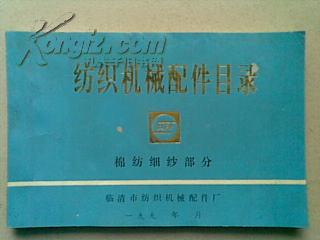 Kongfz.com
纺织机械配件目录
棉纺细纱部分
临清市纺织机械配件厂
一九九 年 月